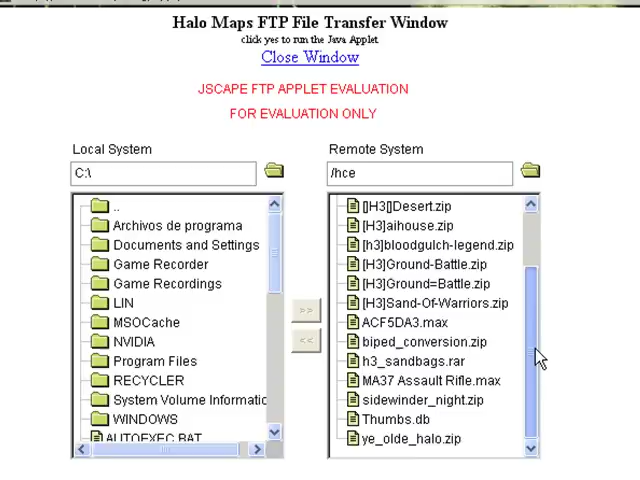 Halo Maps FTP File Transfer Window
click yes to run the Java Applet
Close Window
JSCAPE FTP APPLET EVALUATION
FOR EVALUATION ONLY
Local System
C:\
..
Archivos de programa
Documents and Settings
Game Recorder
Game Recordings
LIN
MSOCache
NVIDIA
Program Files
RECYCLER
System Volume Informatic
WINDOWS
AUTOEXEC.BAT
>>
<<
Remote System
/hce
[]H3[]Desert.zip
[H3]aihouse.zip
[h3]bloodgulch-legend.zip
[H3]Ground-Battle.zip
[H3]Ground=Battle.zip
[H3]Sand-Of-Warriors.zip
ACF5DA3.max
biped_conversion.zip
h3_sandbags.rar
MA37 Assault Rifle.max
sidewinder_night.zip
Thumbs.db
ye_olde_halo.zip